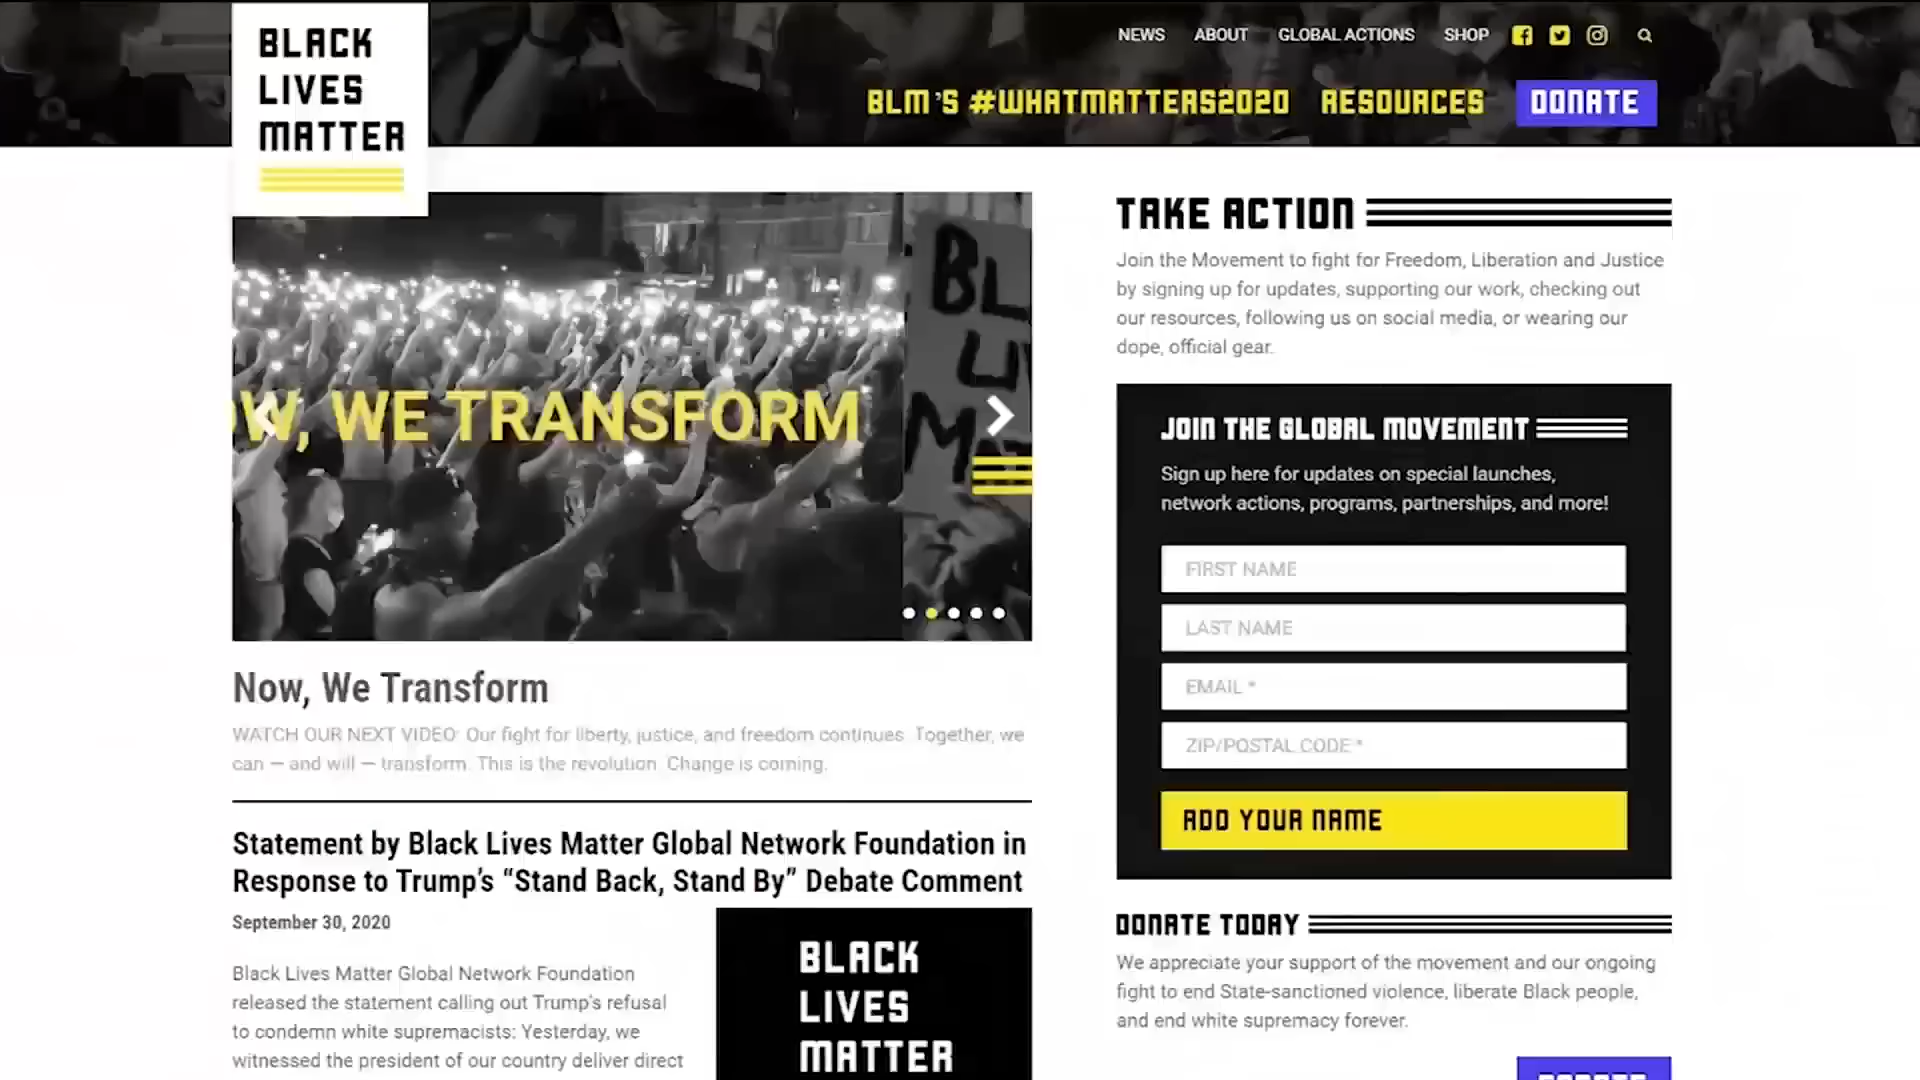 BLACK
LIVES
MATTER
NEWS ABOUT GLOBAL ACTIONS SHOP
BLM'S #WHATMATTERS2020 RESOURCES DONATE
W, WE TRANSFORM
BL
LI
Now, We Transform
WATCH OUR NEXT VIDEO: Our fight for liberty, justice, and freedom continues. Together, we
can — and will — transform. This is the revolution. Change is coming.
Statement by Black Lives Matter Global Network Foundation in
Response to Trump's “Stand Back, Stand By” Debate Comment
September 30, 2020
Black Lives Matter Global Network Foundation
released the statement calling out Trump's refusal
to condemn white supremacists: Yesterday, we
witnessed the president of our country deliver direct
BLACK
LIVES
MATTER
TAKE ACTION
Join the Movement to fight for Freedom, Liberation and Justice
by signing up for updates, supporting our work, checking out
our resources, following us on social media, or wearing our
dope, official gear.
JOIN THE GLOBAL MOVEMENT
Sign up here for updates on special launches,
network actions, programs, partnerships, and more!
FIRST NAME
LAST NAME
EMAIL *
ZIP/POSTAL CODE *
ADD YOUR NAME
DONATE TODAY
We appreciate your support of the movement and our ongoing
fight to end State-sanctioned violence, liberate Black people,
and end white supremacy forever.
DONATE